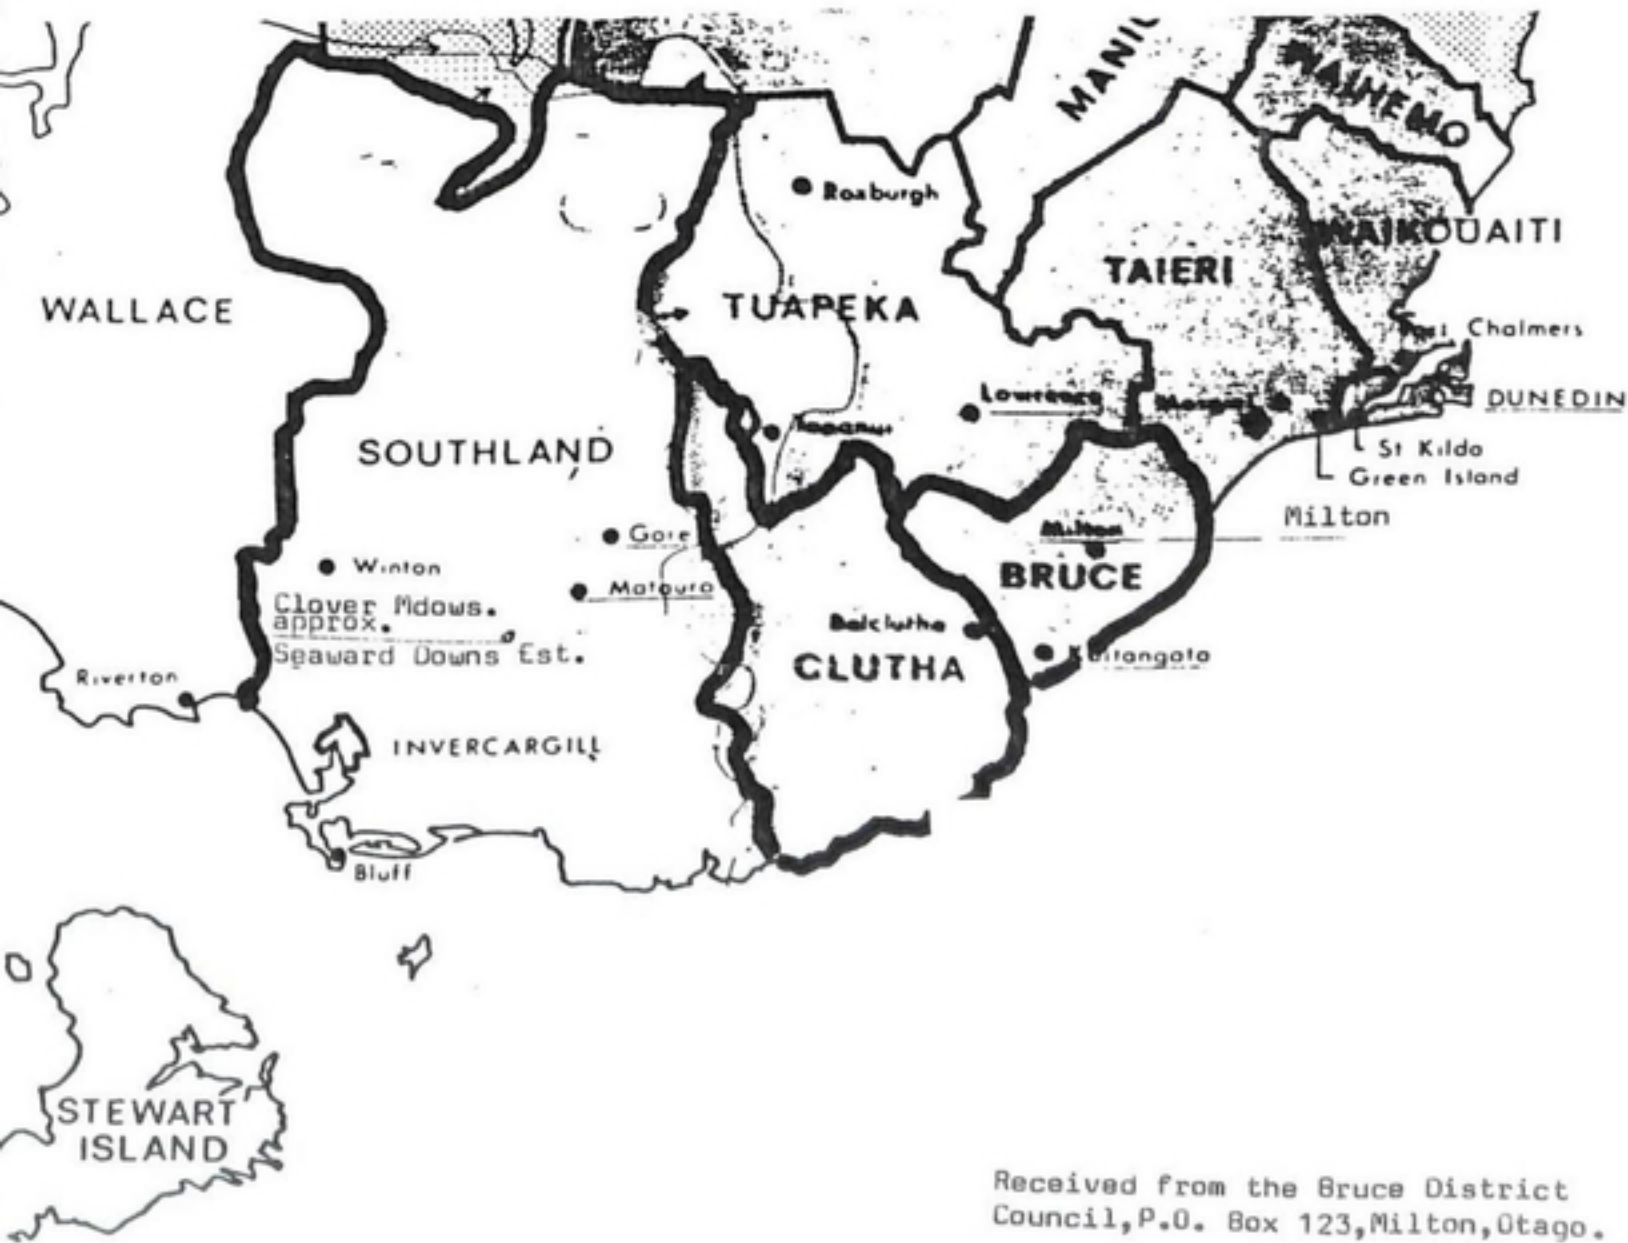 WAIHEMO
Roxburgh
WAIKOUAITI
TAIERI
WALLACE
TUAPEKA
Chalmers
Lawrence
DUNEDIN
Tapanui
St Kilda
Green Island
SOUTHLAND
Milton
Gore
Milton
Winton
BRUCE
Mataura
Clover Mdows.
approx.
Balclutha
Seaward Downs Est.
Kaitangata
CLUTHA
Riverton
INVERCARGILL
Bluff
STEWART
ISLAND
Received from the Bruce District
Council,P.O. Box 123,Milton,Otago.